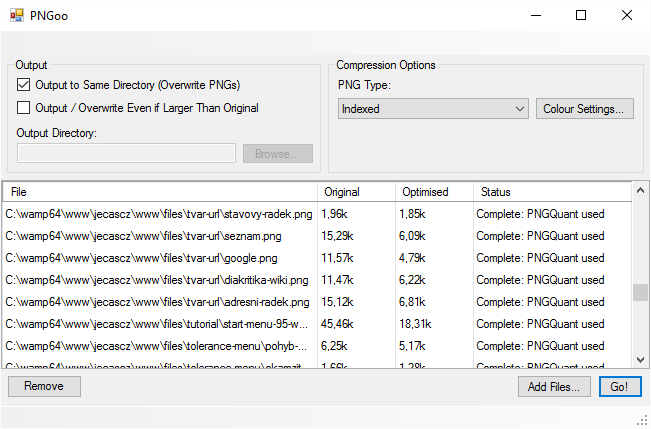 PNGoo
Output
Output to Same Directory (Overwrite PNGs)
Output / Overwrite Even if Larger Than Original
Output Directory:
Browse...
Compression Options
PNG Type:
Indexed
Colour Settings...
File Original Optimised Status
C:\wamp64\www\jecascz\www\files\tvar-url\stavovy-radek.png 1,96k 1,85k Complete: PNGQuant used
C:\wamp64\www\jecascz\www\files\tvar-url\seznam.png 15,29k 6,09k Complete: PNGQuant used
C:\wamp64\www\jecascz\www\files\tvar-url\google.png 11,57k 4,79k Complete: PNGQuant used
C:\wamp64\www\jecascz\www\files\tvar-url\diakritika-wiki.png 11,47k 6,22k Complete: PNGQuant used
C:\wamp64\www\jecascz\www\files\tvar-url\adresni-radek.png 15,12k 6,81k Complete: PNGQuant used
C:\wamp64\www\jecascz\www\files\tutorial\start-menu-95-w... 45,46k 18,31k Complete: PNGQuant used
C:\wamp64\www\jecascz\www\files\tolerance-menu\pohyb-... 6,25k 5,17k Complete: PNGQuant used
C:\wamp64\www\jecascz\www\files\tolerance-menu\okamzit... 1,66k 1,28k Complete: PNGQuant used
Remove
Add Files...
Go!